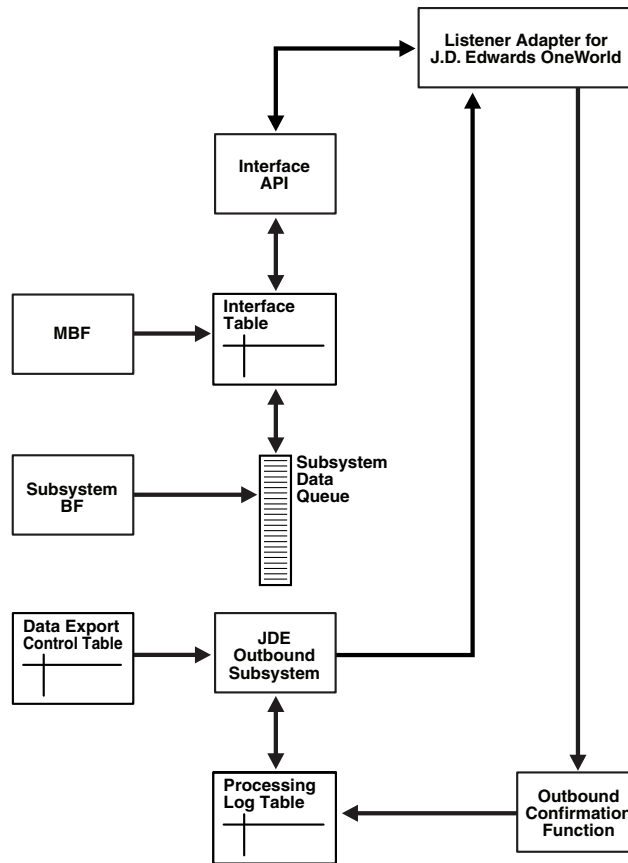 Listener Adapter for
J.D. Edwards OneWorld
Interface
API
MBF
Interface
Table
Subsystem
BF
Subsystem
Data
Queue
Data Export
Control Table
JDE
Outbound
Subsystem
Processing
Log Table
Outbound
Confirmation
Function